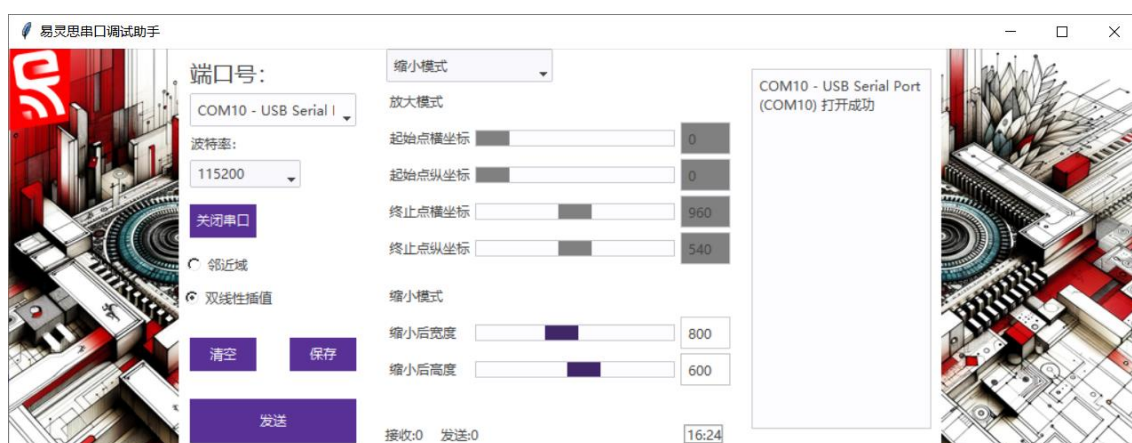 易灵思串口调试助手
端口号：
COM10 - USB Serial
波特率：
115200
关闭串口
邻近域
双线性插值
清空
保存
发送
缩小模式
放大模式
起始点横坐标
0
起始点纵坐标
0
终止点横坐标
960
终止点纵坐标
540
缩小模式
缩小后宽度
800
缩小后高度
600
接收:0 发送:0
16:24
COM10 - USB Serial Port
(COM10) 打开成功